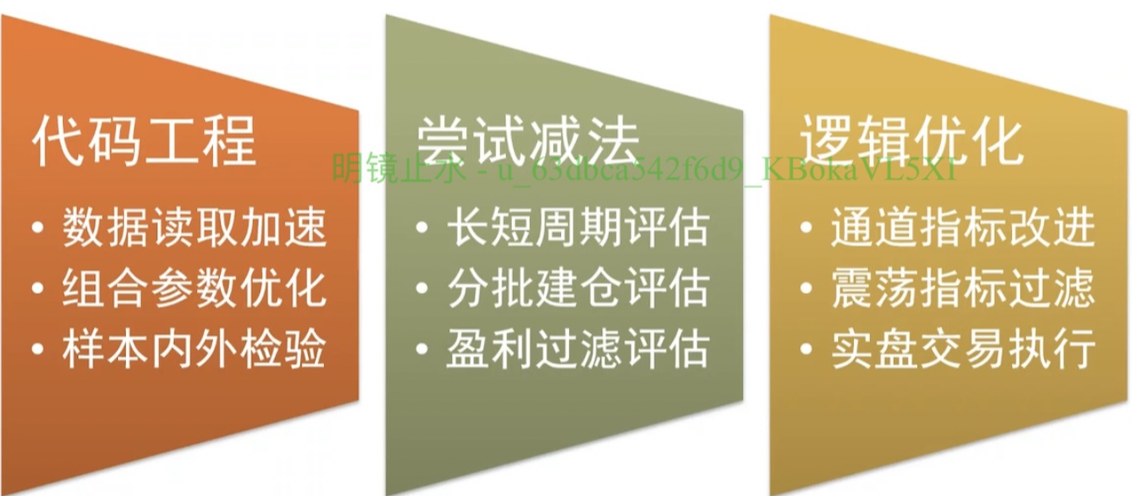 代码工程
• 数据读取加速
• 组合参数优化
• 样本内外检验
尝试减法
• 长短周期评估
• 分批建仓评估
• 盈利过滤评估
逻辑优化
• 通道指标改进
• 震荡指标过滤
• 实盘交易执行
明镜止水 - u_63dbca542f6d9_KBokaVL5XI